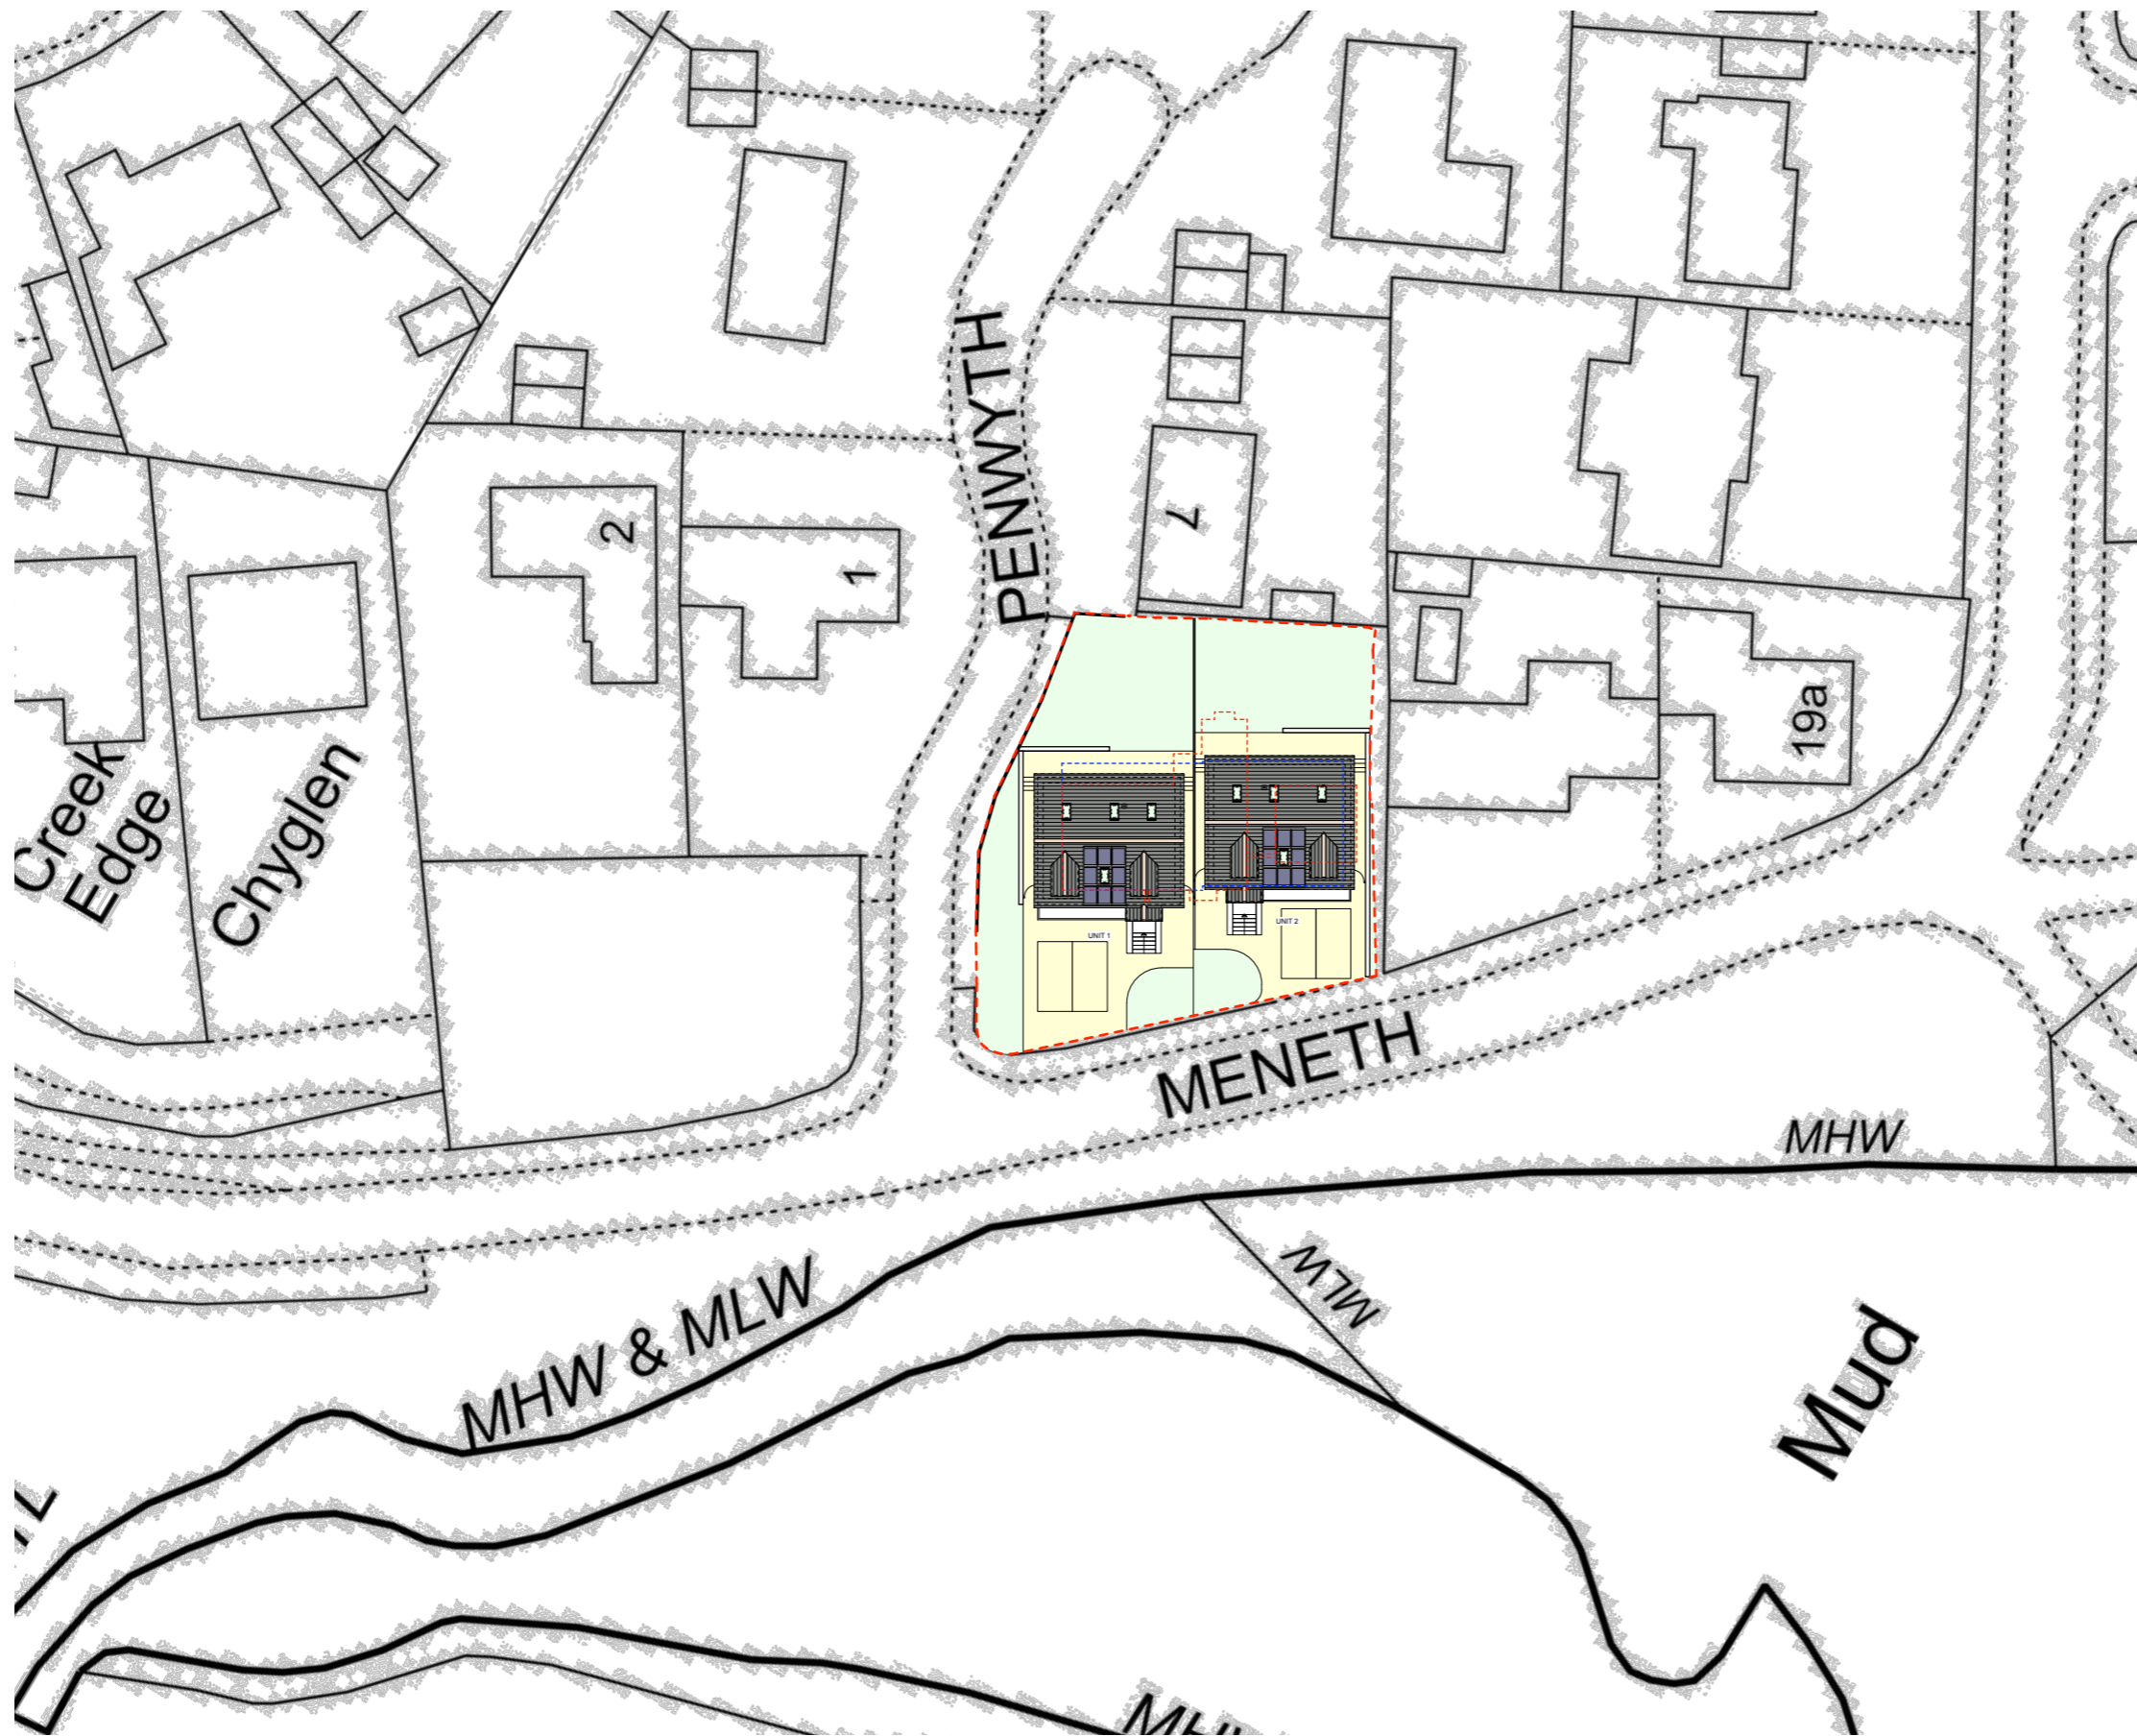 PENWYTH
2
1
7
19a
Creek
Edge
Chyglen
UNIT 1
UNIT 2
MENETH
MHW
MHW & MLW
MLW
Mud